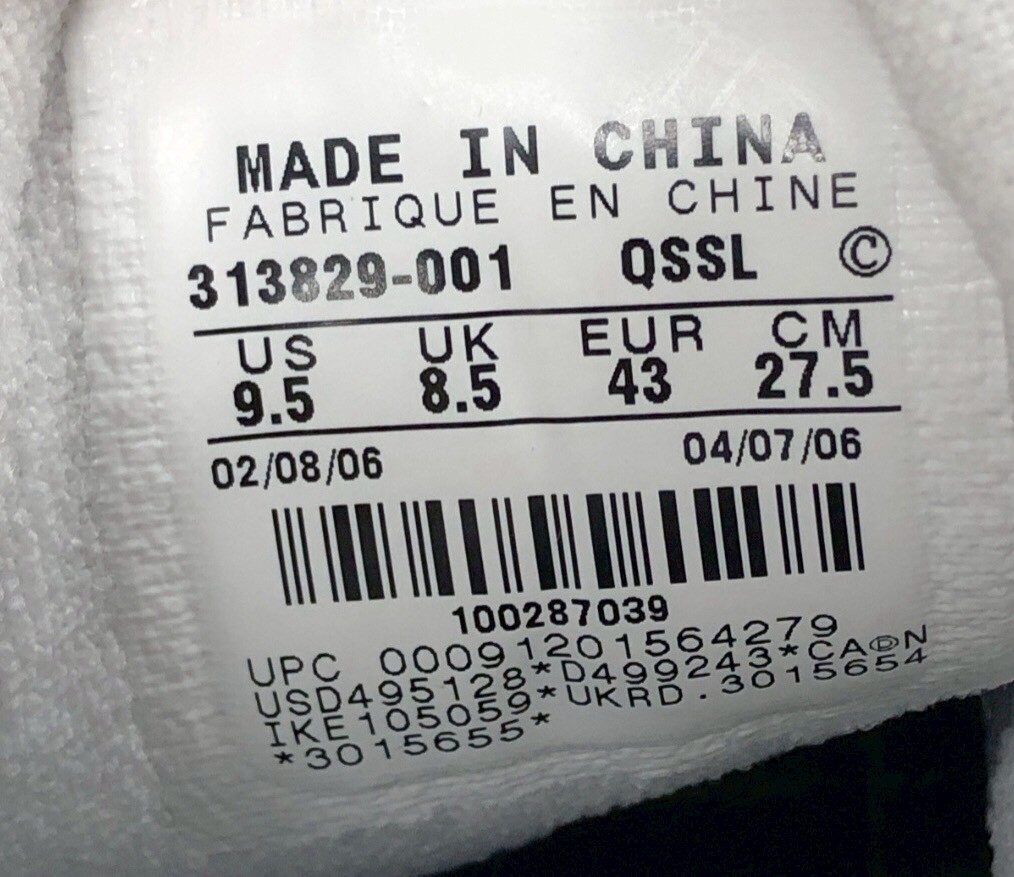 MADE IN CHINA
FABRIQUE EN CHINE
313829-001 QSSL ©
US UK EUR CM
9.5 8.5 43 27.5
02/08/06 04/07/06
100287039
UPC 00091201564279
USD495128*D499243*CA®N
IKE105059*UKRD.3015654
*3015655*